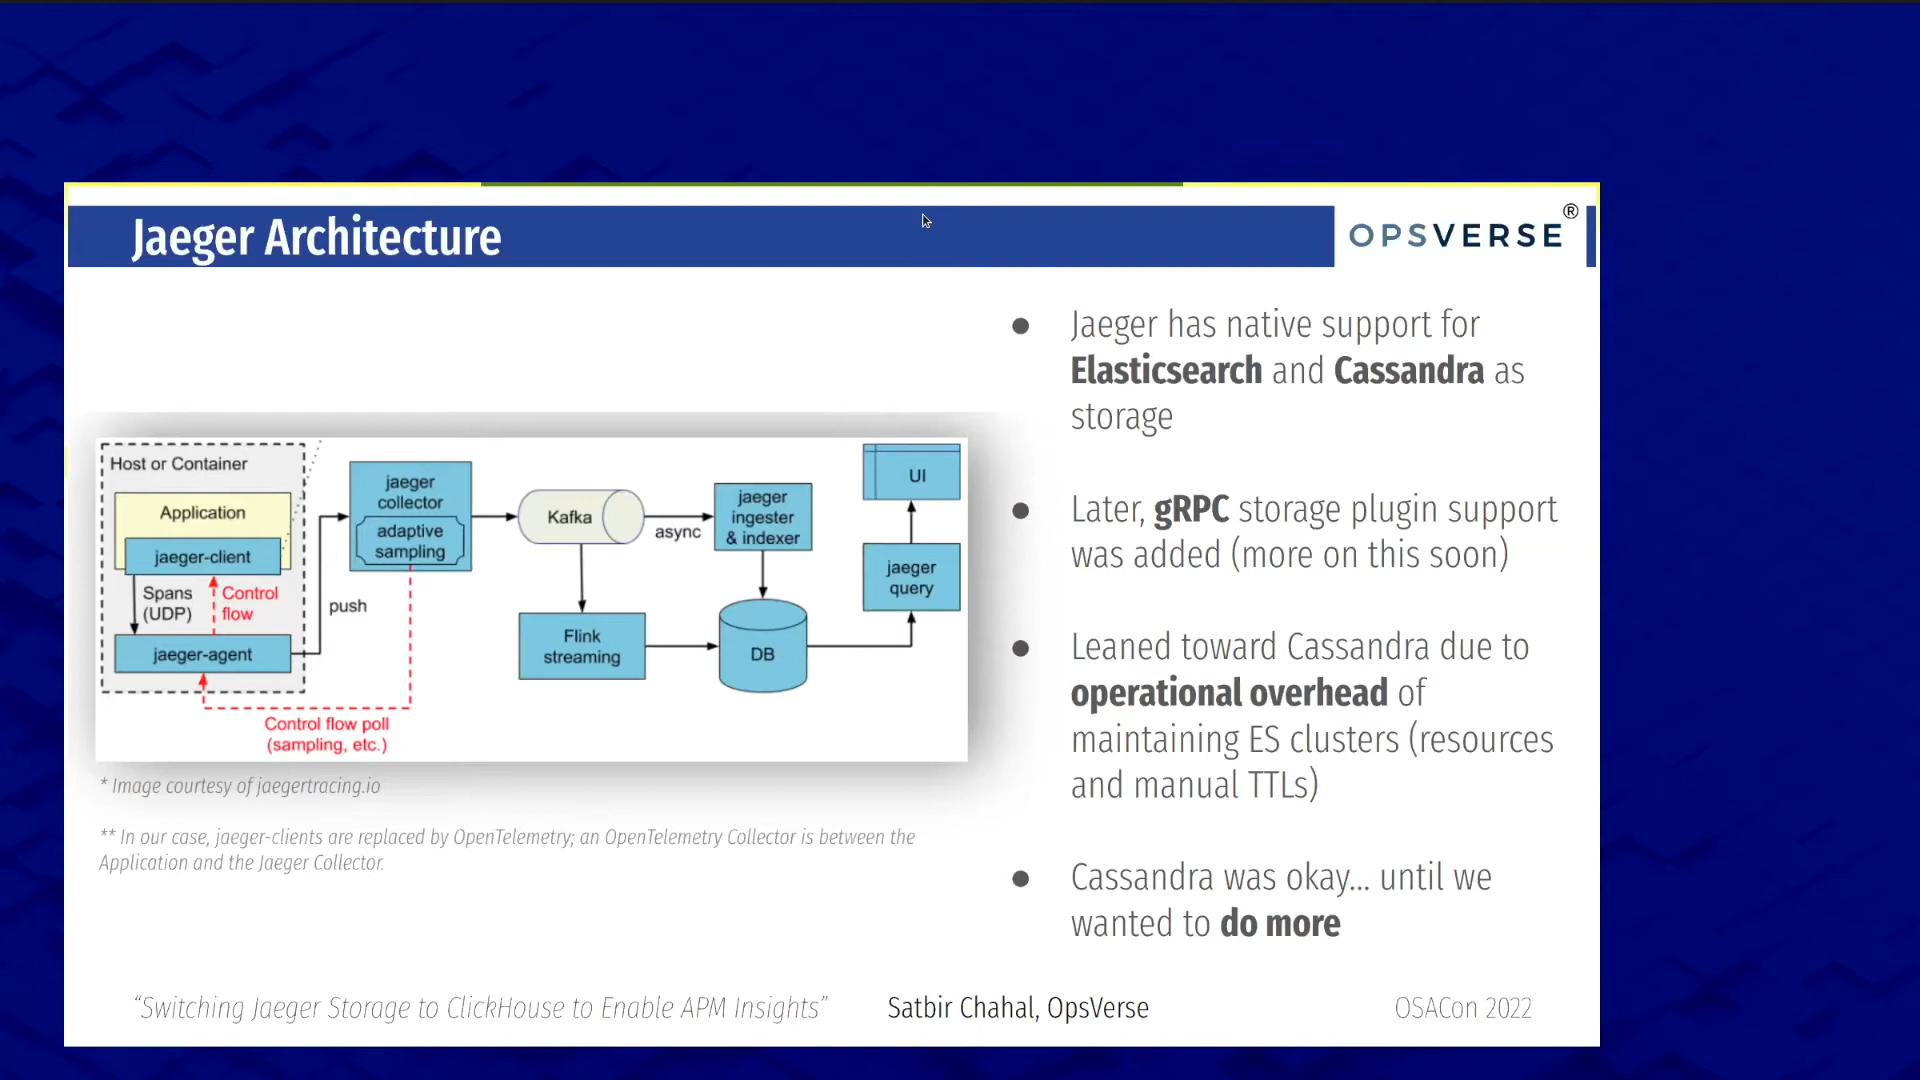 Jaeger Architecture
OPSVERSE®
Host or Container
Application
jaeger-client
Spans
(UDP)
Control
flow
jaeger-agent
push
jaeger
collector
adaptive
sampling
Control flow poll
(sampling, etc.)
Kafka
async
jaeger
ingester
& indexer
Flink
streaming
DB
UI
jaeger
query
* Image courtesy of jaegertracing.io
** In our case, jaeger-clients are replaced by OpenTelemetry; an OpenTelemetry Collector is between the
Application and the Jaeger Collector.
● Jaeger has native support for
Elasticsearch and Cassandra as
storage
● Later, gRPC storage plugin support
was added (more on this soon)
● Leaned toward Cassandra due to
operational overhead of
maintaining ES clusters (resources
and manual TTLs)
● Cassandra was okay... until we
wanted to do more
“Switching Jaeger Storage to ClickHouse to Enable APM Insights”
Satbir Chahal, OpsVerse
OSACon 2022